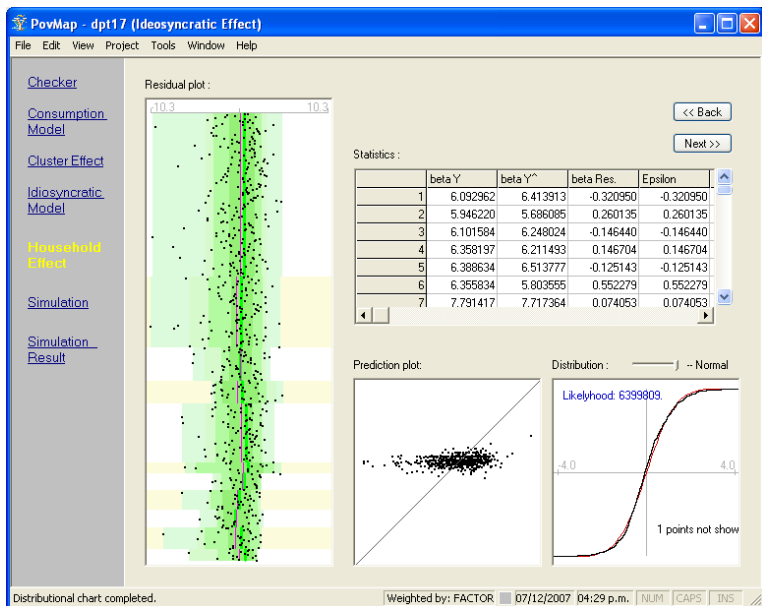 PovMap - dpt17 (Ideosyncratic Effect)
File Edit View Project Tools Window Help
Checker
Consumption
Model
Cluster Effect
Idiosyncratic
Model
Household
Effect
Simulation
Simulation
Result
Residual plot :
-10.3 10.3
<< Back
Next >>
Statistics :
beta Y beta Y^ beta Res. Epsilon
1 6.092962 6.413913 -0.320950 -0.320950
2 5.946220 5.686085 0.260135 0.260135
3 6.101584 6.248024 -0.146440 -0.146440
4 6.358197 6.211493 0.146704 0.146704
5 6.388634 6.513777 -0.125143 -0.125143
6 6.355834 5.803555 0.552279 0.552279
7 7.791417 7.717364 0.074053 0.074053
Prediction plot:
Distribution : -- Normal
Likelyhood: 6399809.
-4.0 4.0
1 points not show
Distributional chart completed.
Weighted by: FACTOR 07/12/2007 04:29 p.m. NUM CAPS INS